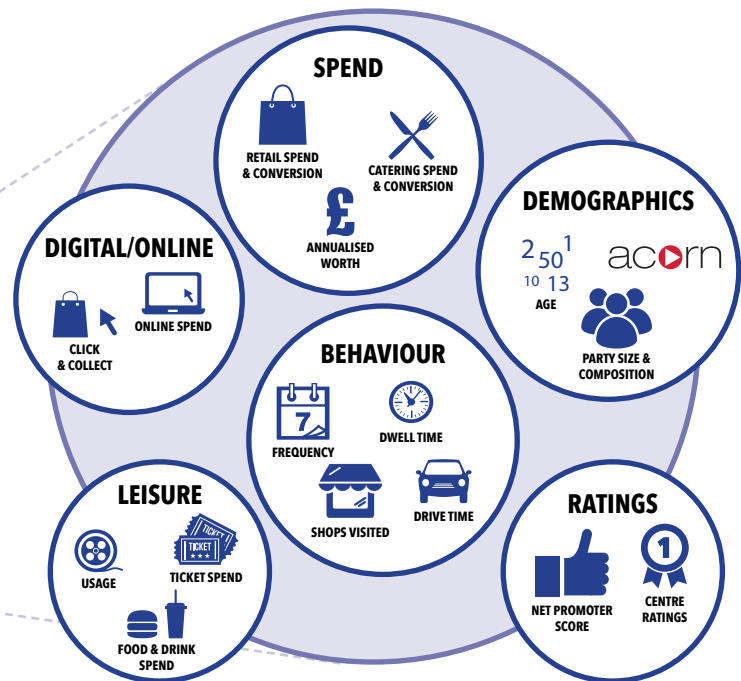 SPEND
RETAIL SPEND
& CONVERSION
CATERING SPEND
& CONVERSION
£
ANNUALISED
WORTH
DEMOGRAPHICS
2 50 1
10 13
AGE
acorn
PARTY SIZE &
COMPOSITION
DIGITAL/ONLINE
CLICK
& COLLECT
ONLINE SPEND
BEHAVIOUR
7
FREQUENCY
DWELL TIME
SHOPS VISITED
DRIVE TIME
LEISURE
USAGE
TICKET
TICKET
TICKET SPEND
FOOD & DRINK
SPEND
RATINGS
NET PROMOTER
SCORE
1
CENTRE
RATINGS